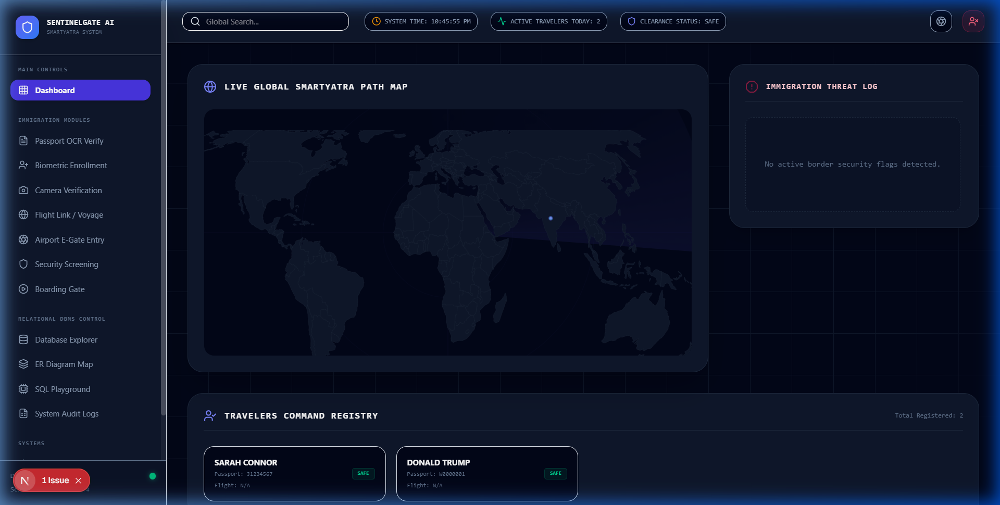 SENTINELGATE AI
SMARTYATRA SYSTEM
MAIN CONTROLS
Dashboard
IMMIGRATION MODULES
Passport OCR Verify
Biometric Enrollment
Camera Verification
Flight Link / Voyage
Airport E-Gate Entry
Security Screening
Boarding Gate
RELATIONAL DBMS CONTROL
Database Explorer
ER Diagram Map
SQL Playground
System Audit Logs
SYSTEMS
N 1 Issue
Global Search...
SYSTEM TIME: 10:45:55 PM
ACTIVE TRAVELERS TODAY: 2
CLEARANCE STATUS: SAFE
LIVE GLOBAL SMARTYATRA PATH MAP
IMMIGRATION THREAT LOG
No active border security flags detected.
TRAVELERS COMMAND REGISTRY
Total Registered: 2
SARAH CONNOR
Passport: J1234567
SAFE
Flight: N/A
DONALD TRUMP
Passport: W0000001
SAFE
Flight: N/A